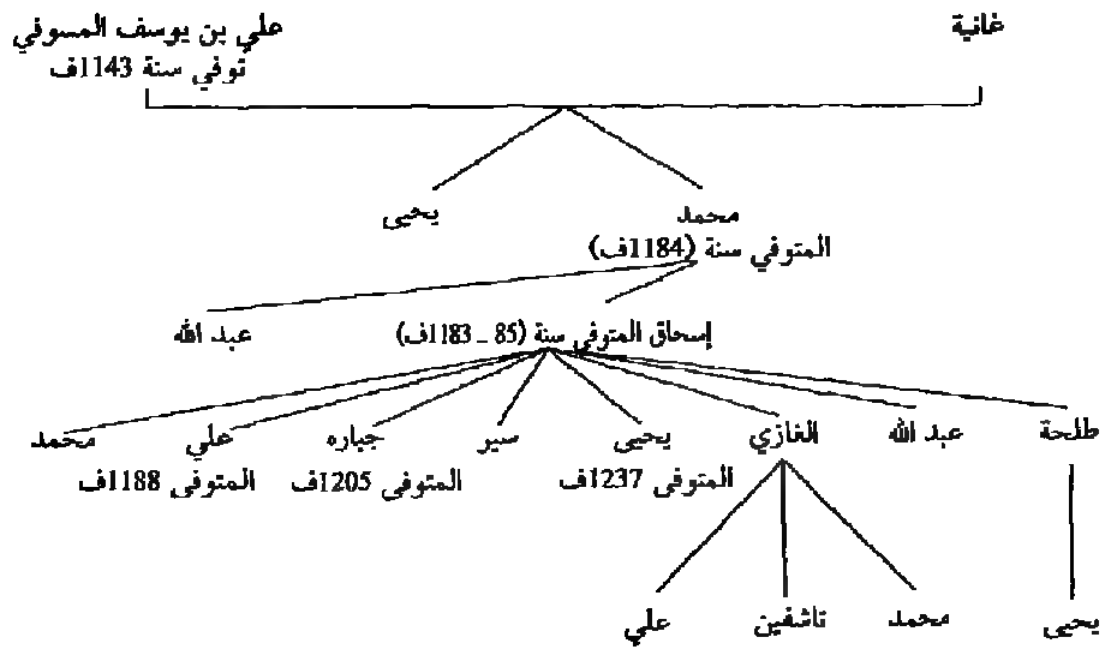 غانية
علي بن يوسف المسوفي
توفي سنة 1143ف
محمد
يحيى
المتوفي سنة (1184ف)
إسحاق المتوفي سنة (85 _ 1183ف)
عبد الله
طلحة
عبد الله
الغازي
يحيى
سير
جباره
علي
محمد
المتوفى 1237ف
المتوفى 1205ف
المتوفى 1188ف
يحيى
محمد
تاشفين
علي